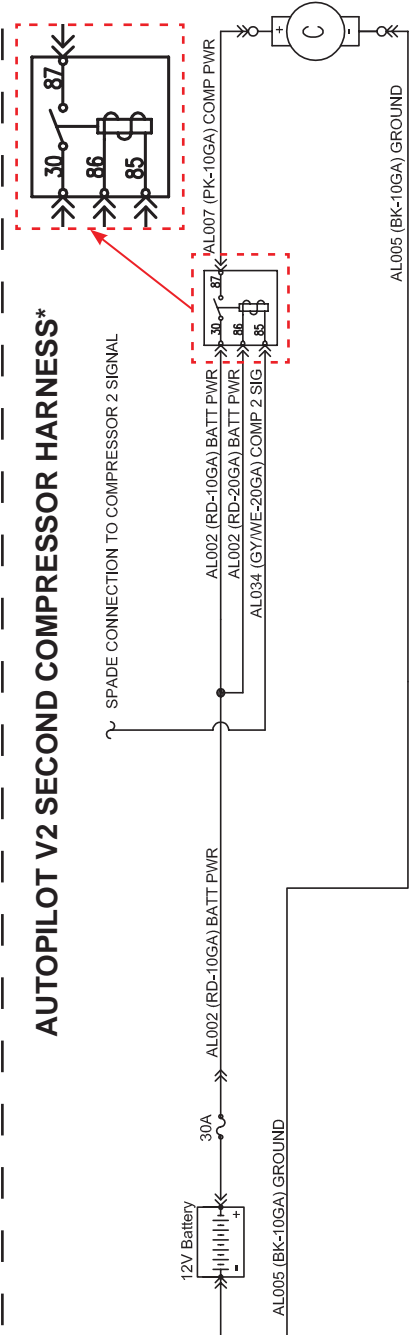 AUTOPILOT V2 SECOND COMPRESSOR HARNESS*
30
87
86
85
SPADE CONNECTION TO COMPRESSOR 2 SIGNAL
12V Battery
-
+
30A
AL002 (RD-10GA) BATT PWR
AL002 (RD-10GA) BATT PWR
AL002 (RD-20GA) BATT PWR
AL034 (GY/WE-20GA) COMP 2 SIG
30
87
86
85
AL007 (PK-10GA) COMP PWR
+
C
-
AL005 (BK-10GA) GROUND
AL005 (BK-10GA) GROUND